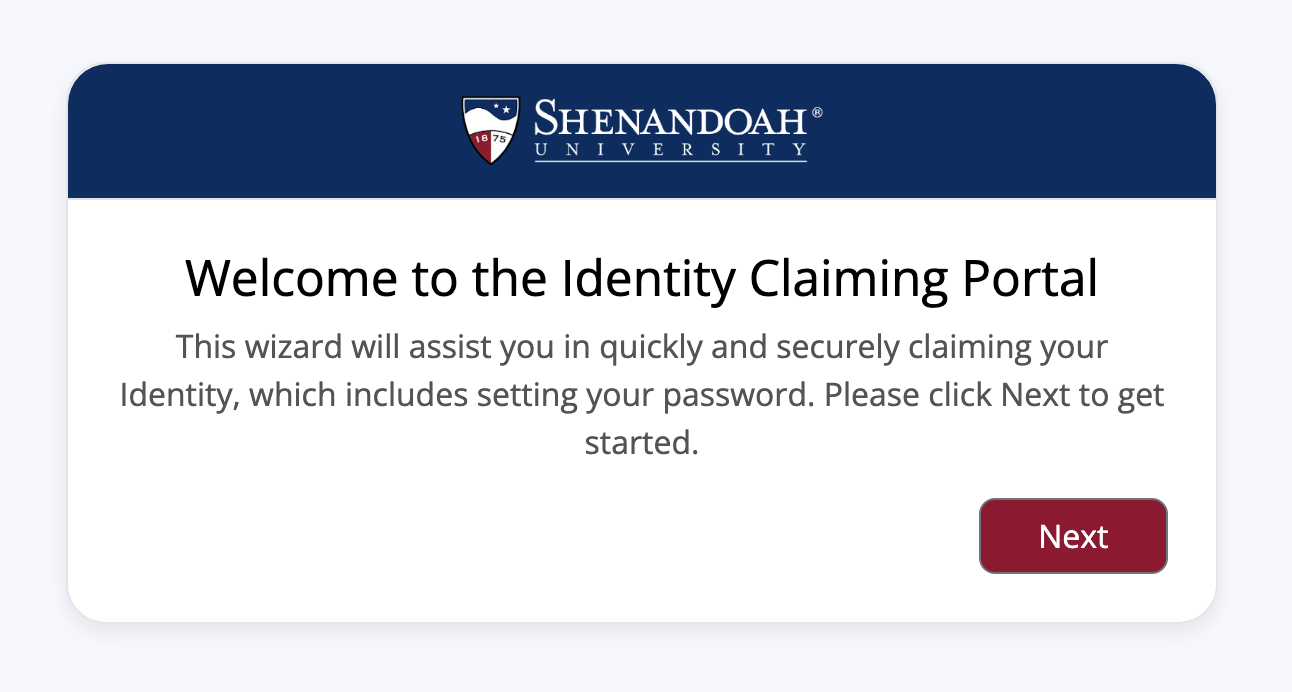 18 75
SHENANDOAH®
UNIVERSITY
Welcome to the Identity Claiming Portal
This wizard will assist you in quickly and securely claiming your
Identity, which includes setting your password. Please click Next to get
started.
Next